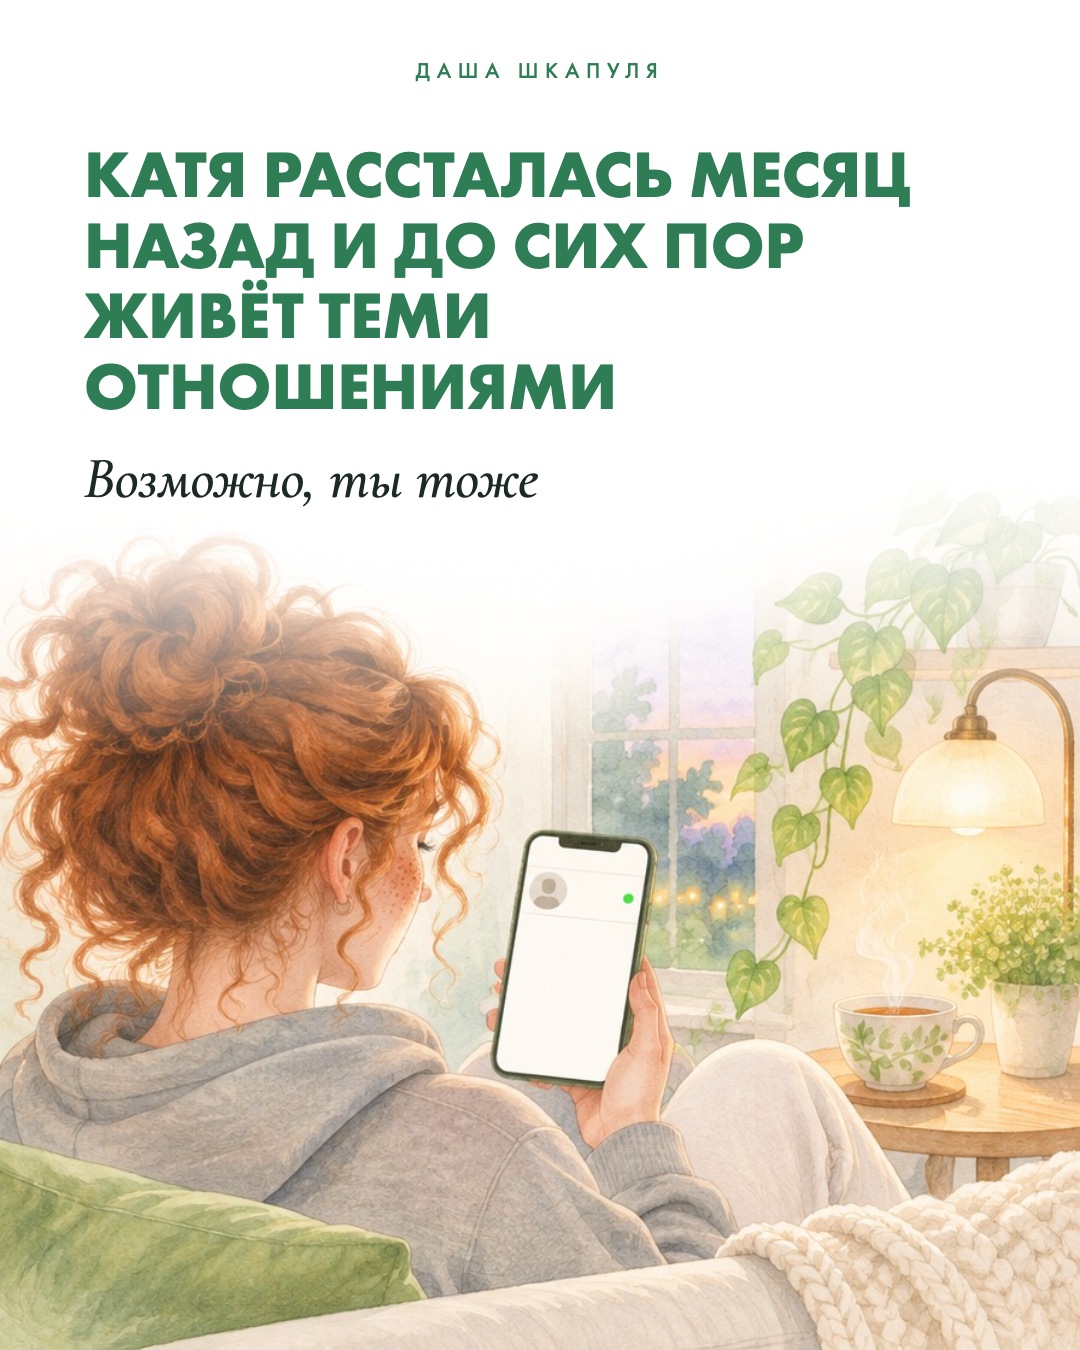 ДАША ШКАПУЛЯ
КАТЯ РАССТАЛАСЬ МЕСЯЦ
НАЗАД И ДО СИХ ПОР
ЖИВЁТ ТЕМИ
ОТНОШЕНИЯМИ
Возможно, ты тоже